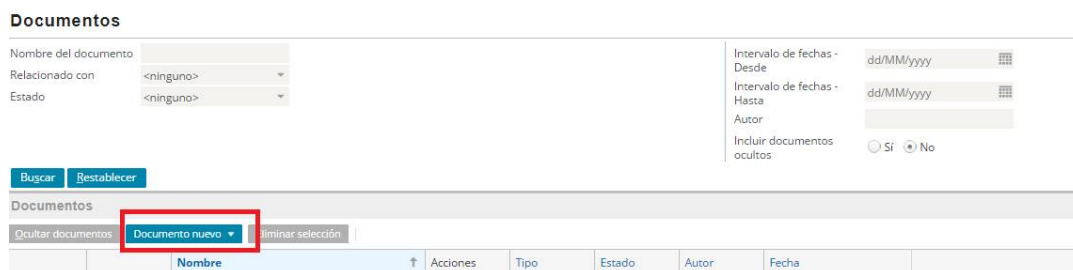 Documentos
Nombre del documento
Relacionado con <ninguno>
Estado <ninguno>
Intervalo de fechas -
Desde
dd/MM/yyyy
Intervalo de fechas -
Hasta
dd/MM/yyyy
Autor
Incluir documentos
ocultos
Sí No
Buscar Restablecer
Documentos
Ocultar documentos Documento nuevo Eliminar selección
Nombre Acciones Tipo Estado Autor Fecha